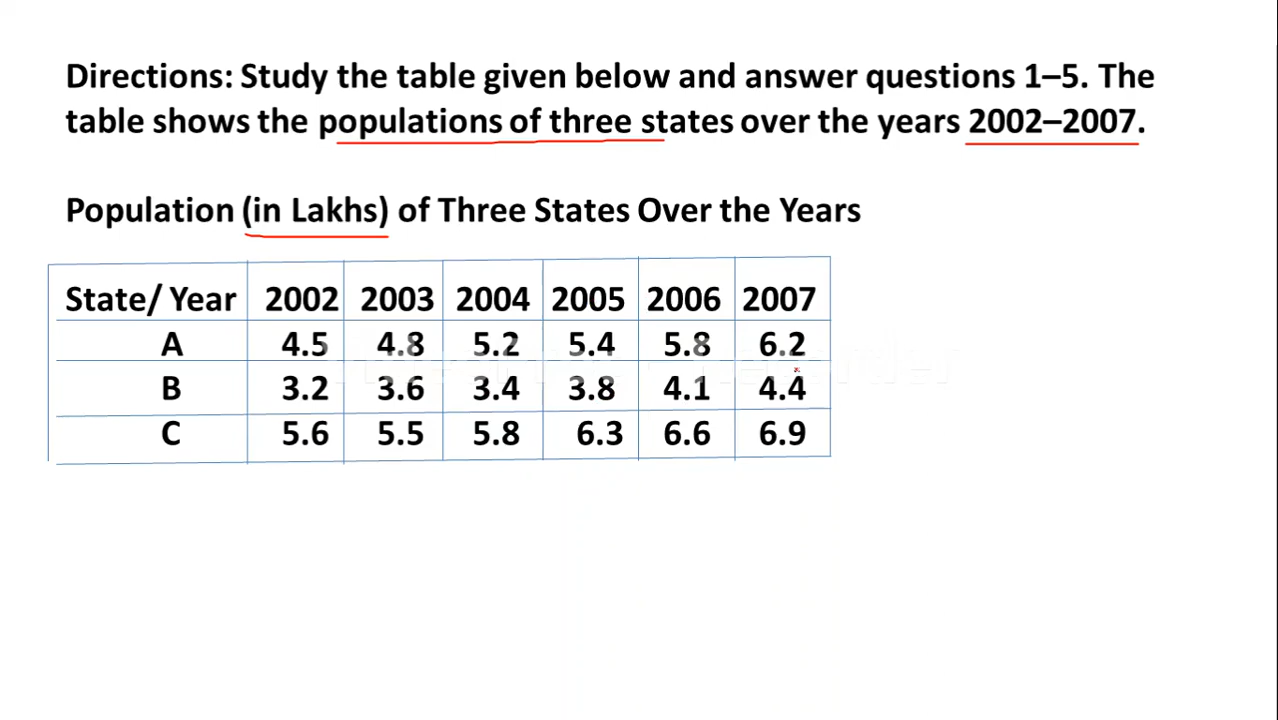 Directions: Study the table given below and answer questions 1–5. The
table shows the populations of three states over the years 2002–2007.
Population (in Lakhs) of Three States Over the Years
State/ Year 2002 2003 2004 2005 2006 2007
A 4.5 4.8 5.2 5.4 5.8 6.2
B 3.2 3.6 3.4 3.8 4.1 4.4
C 5.6 5.5 5.8 6.3 6.6 6.9